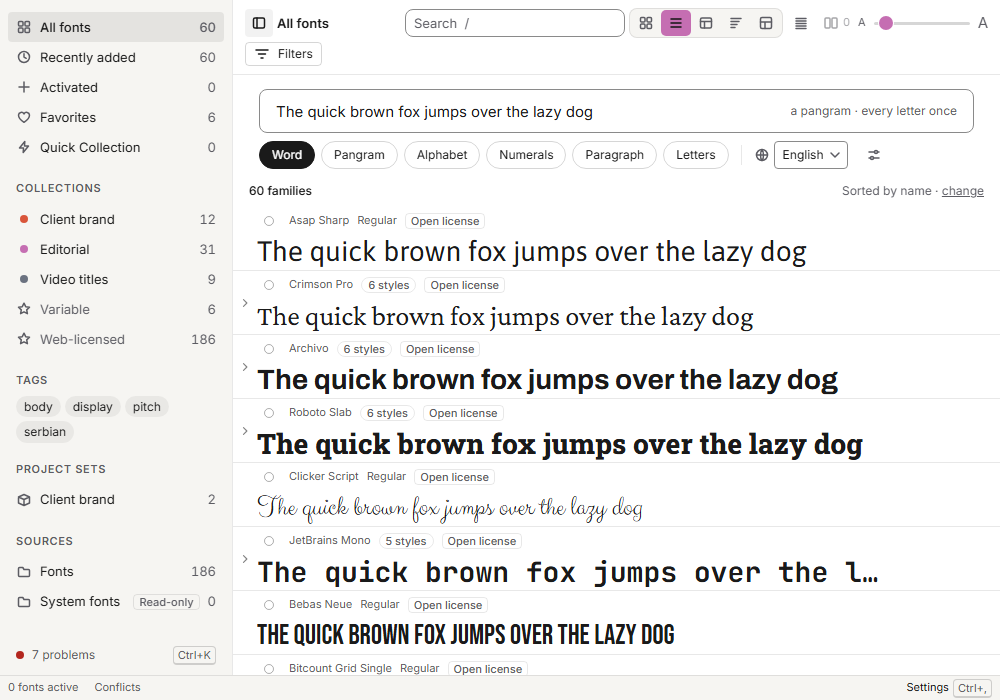 All fonts 60
Recently added 60
Activated 0
Favorites 6
Quick Collection 0
COLLECTIONS
Client brand 12
Editorial 31
Video titles 9
Variable 6
Web-licensed 186
TAGS
body display pitch
serbian
PROJECT SETS
Client brand 2
SOURCES
Fonts 186
System fonts Read-only 0
7 problems Ctrl+K
All fonts Search / 0 A A
Filters
The quick brown fox jumps over the lazy dog a pangram · every letter once
Word Pangram Alphabet Numerals Paragraph Letters English
60 families Sorted by name · change
Asap Sharp Regular Open license
The quick brown fox jumps over the lazy dog
Crimson Pro 6 styles Open license
The quick brown fox jumps over the lazy dog
Archivo 6 styles Open license
The quick brown fox jumps over the lazy dog
Roboto Slab 6 styles Open license
The quick brown fox jumps over the lazy dog
Clicker Script Regular Open license
The quick brown fox jumps over the lazy dog
JetBrains Mono 5 styles Open license
The quick brown fox jumps over the l…
Bebas Neue Regular Open license
THE QUICK BROWN FOX JUMPS OVER THE LAZY DOG
Bitcount Grid Single Regular Open license
0 fonts active Conflicts Settings Ctrl+,